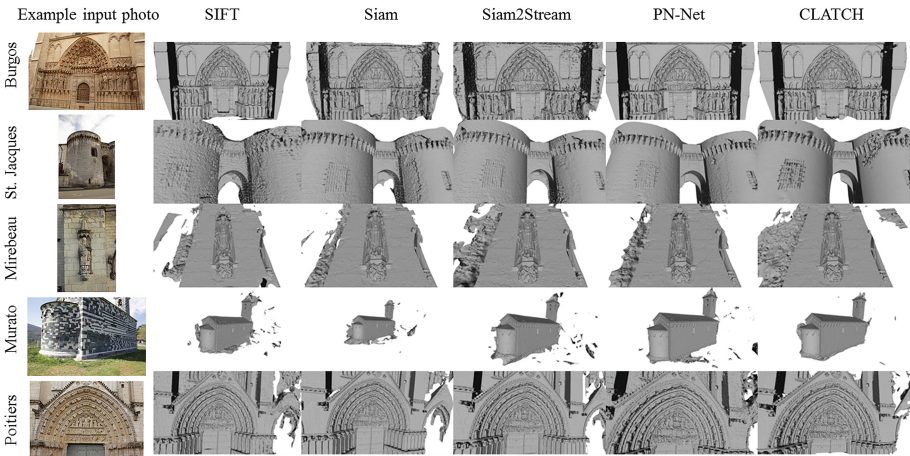 Example input photo SIFT Siam Siam2Stream PN-Net CLATCH
Burgos
St. Jacques
Mirebeau
Murato
Poitiers